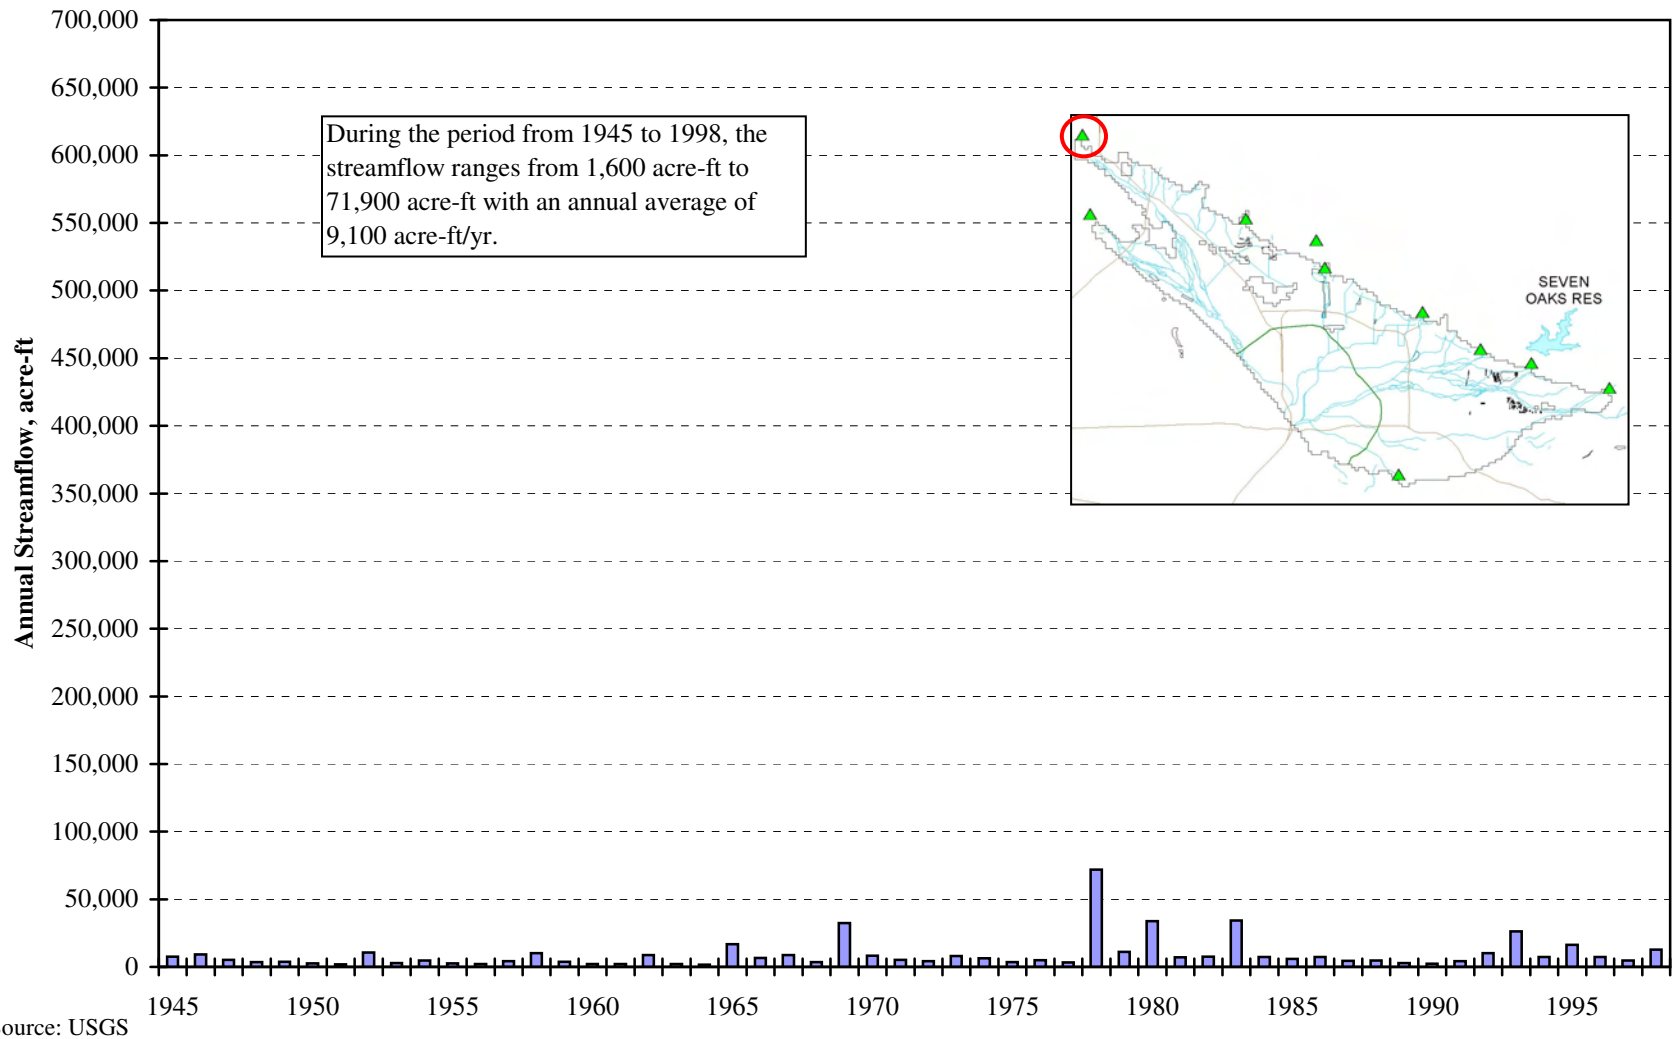 700,000
650,000
600,000
550,000
500,000
450,000
400,000
350,000
300,000
250,000
200,000
150,000
100,000
50,000
0
Annual Streamflow, acre-ft
During the period from 1945 to 1998, the
streamflow ranges from 1,600 acre-ft to
71,900 acre-ft with an annual average of
9,100 acre-ft/yr.
SEVEN
OAKS RES
1945 1950 1955 1960 1965 1970 1975 1980 1985 1990 1995
ource: USGS